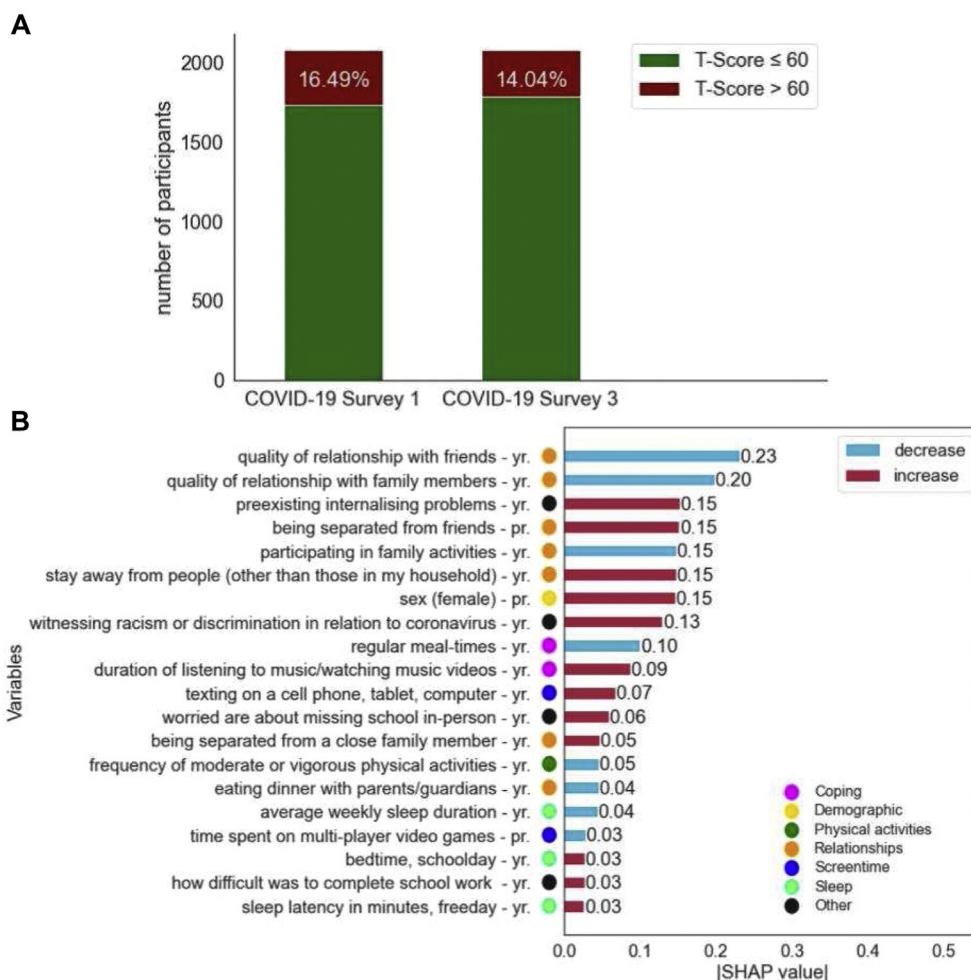 A
number of participants
2000
1500
1000
500
0
16.49%
14.04%
T-Score ≤ 60
T-Score > 60
COVID-19 Survey 1
COVID-19 Survey 3
B
Variables
decrease
increase
quality of relationship with friends - yr. 0.23
quality of relationship with family members - yr. 0.20
preexisting internalising problems - yr. 0.15
being separated from friends - pr. 0.15
participating in family activities - yr. 0.15
stay away from people (other than those in my household) - yr. 0.15
sex (female) - pr. 0.15
witnessing racism or discrimination in relation to coronavirus - yr. 0.13
regular meal-times - yr. 0.10
duration of listening to music/watching music videos - yr. 0.09
texting on a cell phone, tablet, computer - yr. 0.07
worried are about missing school in-person - yr. 0.06
being separated from a close family member - yr. 0.05
frequency of moderate or vigorous physical activities - yr. 0.05
eating dinner with parents/guardians - yr. 0.04
average weekly sleep duration - yr. 0.04
time spent on multi-player video games - pr. 0.03
bedtime, schoolday - yr. 0.03
how difficult was to complete school work - yr. 0.03
sleep latency in minutes, freeday - yr. 0.03
Coping
Demographic
Physical activities
Relationships
Screentime
Sleep
Other
0.0 0.1 0.2 0.3 0.4 0.5
|SHAP value|